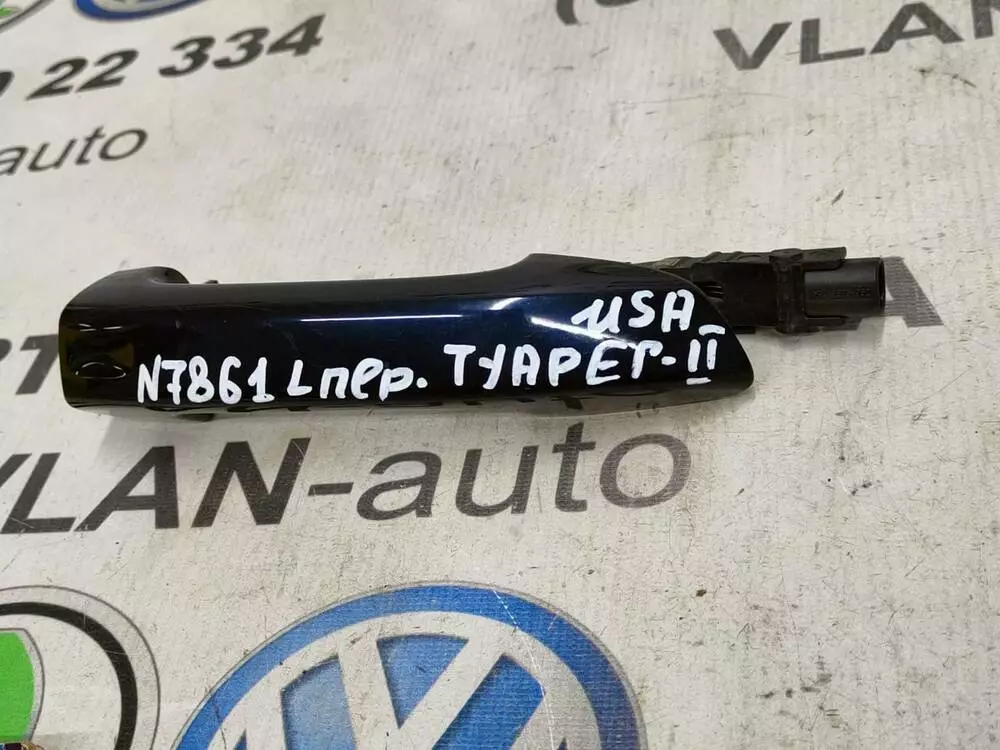 22 334
VLAN
auto
USA
N7861 Lпер. ТУАРЕГ-II
VLAN-auto